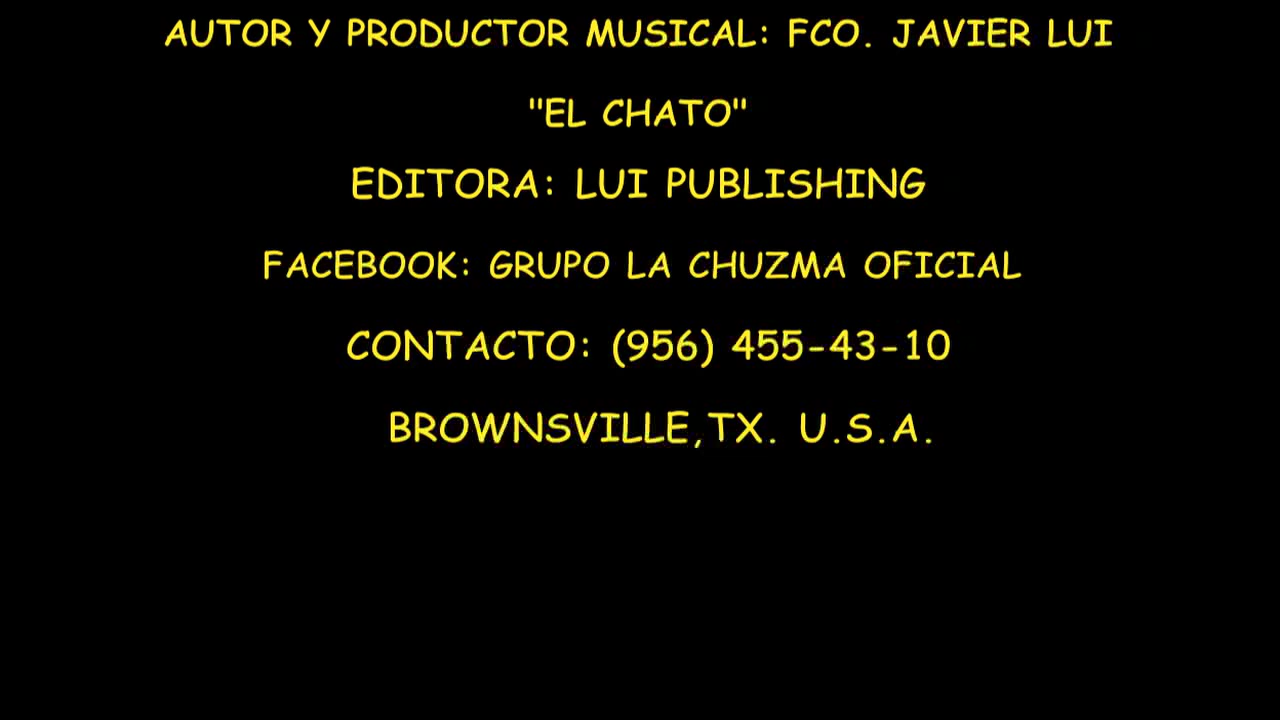 AUTOR Y PRODUCTOR MUSICAL: FCO. JAVIER LUI
"EL CHATO"
EDITORA: LUI PUBLISHING
FACEBOOK: GRUPO LA CHUZMA OFICIAL
CONTACTO: (956) 455-43-10
BROWNSVILLE,TX. U.S.A.